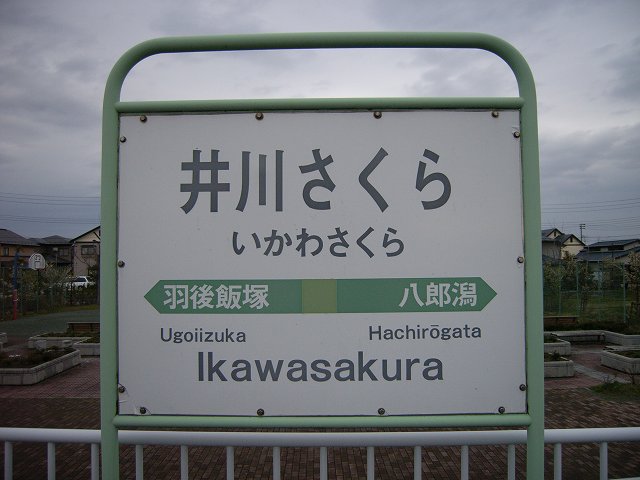 井川さくら
いかわさくら
羽後飯塚 八郎潟
Ugoiizuka Hachirōgata
Ikawasakura